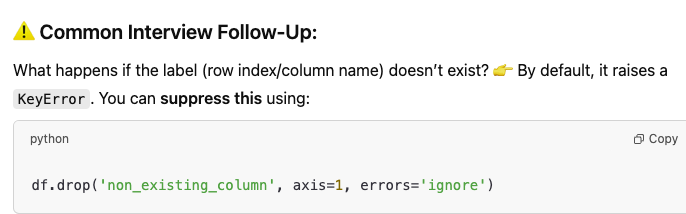 ⚠️ Common Interview Follow-Up:
What happens if the label (row index/column name) doesn’t exist? 👉 By default, it raises a
KeyError. You can suppress this using:
python
Copy
df.drop('non_existing_column', axis=1, errors='ignore')